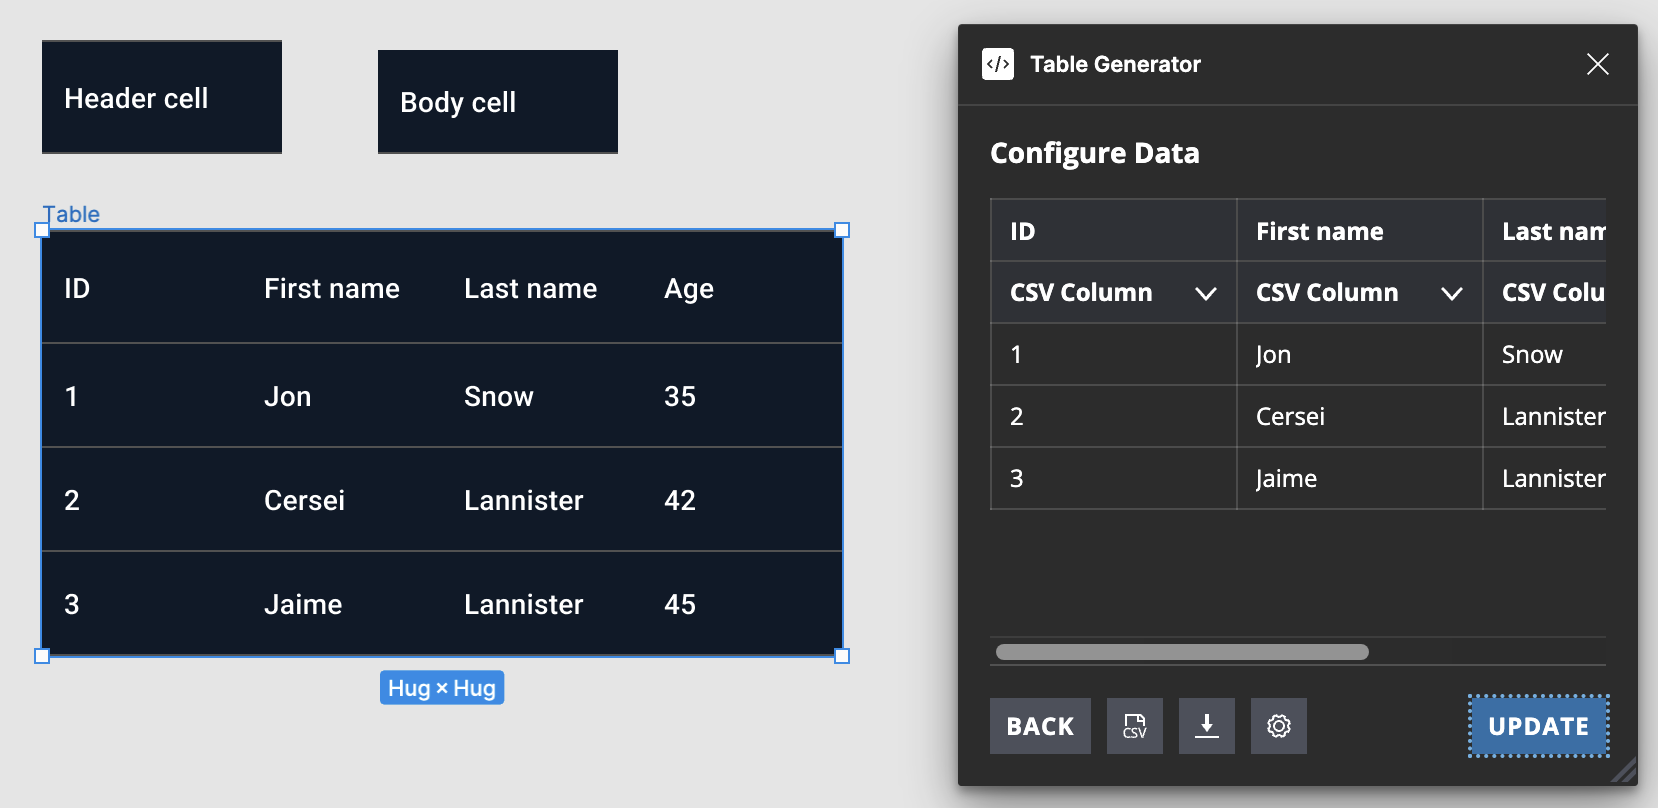 Header cell
Body cell
Table
ID First name Last name Age
1 Jon Snow 35
2 Cersei Lannister 42
3 Jaime Lannister 45
Hug × Hug
</> Table Generator
Configure Data
ID First name Last nam
CSV Column CSV Column CSV Colu
1 Jon Snow
2 Cersei Lannister
3 Jaime Lannister
BACK CSV UPDATE